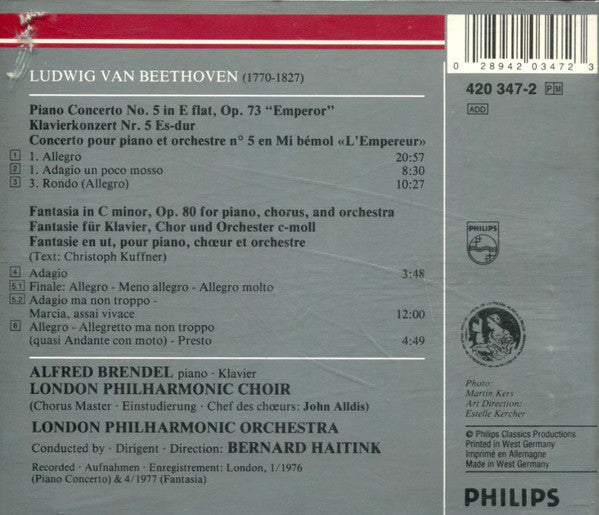 LUDWIG VAN BEETHOVEN (1770-1827)
Piano Concerto No. 5 in E flat, Op. 73 "Emperor"
Klavierkonzert Nr. 5 Es-dur
Concerto pour piano et orchestre n° 5 en Mi bémol «L'Empereur»
1 1. Allegro 20:57
2 1. Adagio un poco mosso 8:30
3 3. Rondo (Allegro) 10:27
Fantasia in C minor, Op. 80 for piano, chorus, and orchestra
Fantasie für Klavier, Chor und Orchester c-moll
Fantasie en ut, pour piano, chœur et orchestre
(Text: Christoph Kuffner)
4 Adagio 3:48
5.1 Finale: Allegro - Meno allegro - Allegro molto
5.2 Adagio ma non troppo -
Marcia, assai vivace 12:00
6 Allegro - Allegretto ma non troppo
(quasi Andante con moto) - Presto 4:49
ALFRED BRENDEL piano · Klavier
LONDON PHILHARMONIC CHOIR
(Chorus Master · Einstudierung · Chef des chœurs: John Alldis)
LONDON PHILHARMONIC ORCHESTRA
Conducted by · Dirigent · Direction: BERNARD HAITINK
Recorded · Aufnahmen · Enregistrement: London, 1/1976
(Piano Concerto) & 4/1977 (Fantasia)
0 28942 03472 3
420 347-2 PM
ADD
PHILIPS
Photo:
Martin Kers
Art Direction:
Estelle Kercher
© Philips Classics Productions
Printed in West Germany
Imprimé en Allemagne
Made in West Germany
PHILIPS